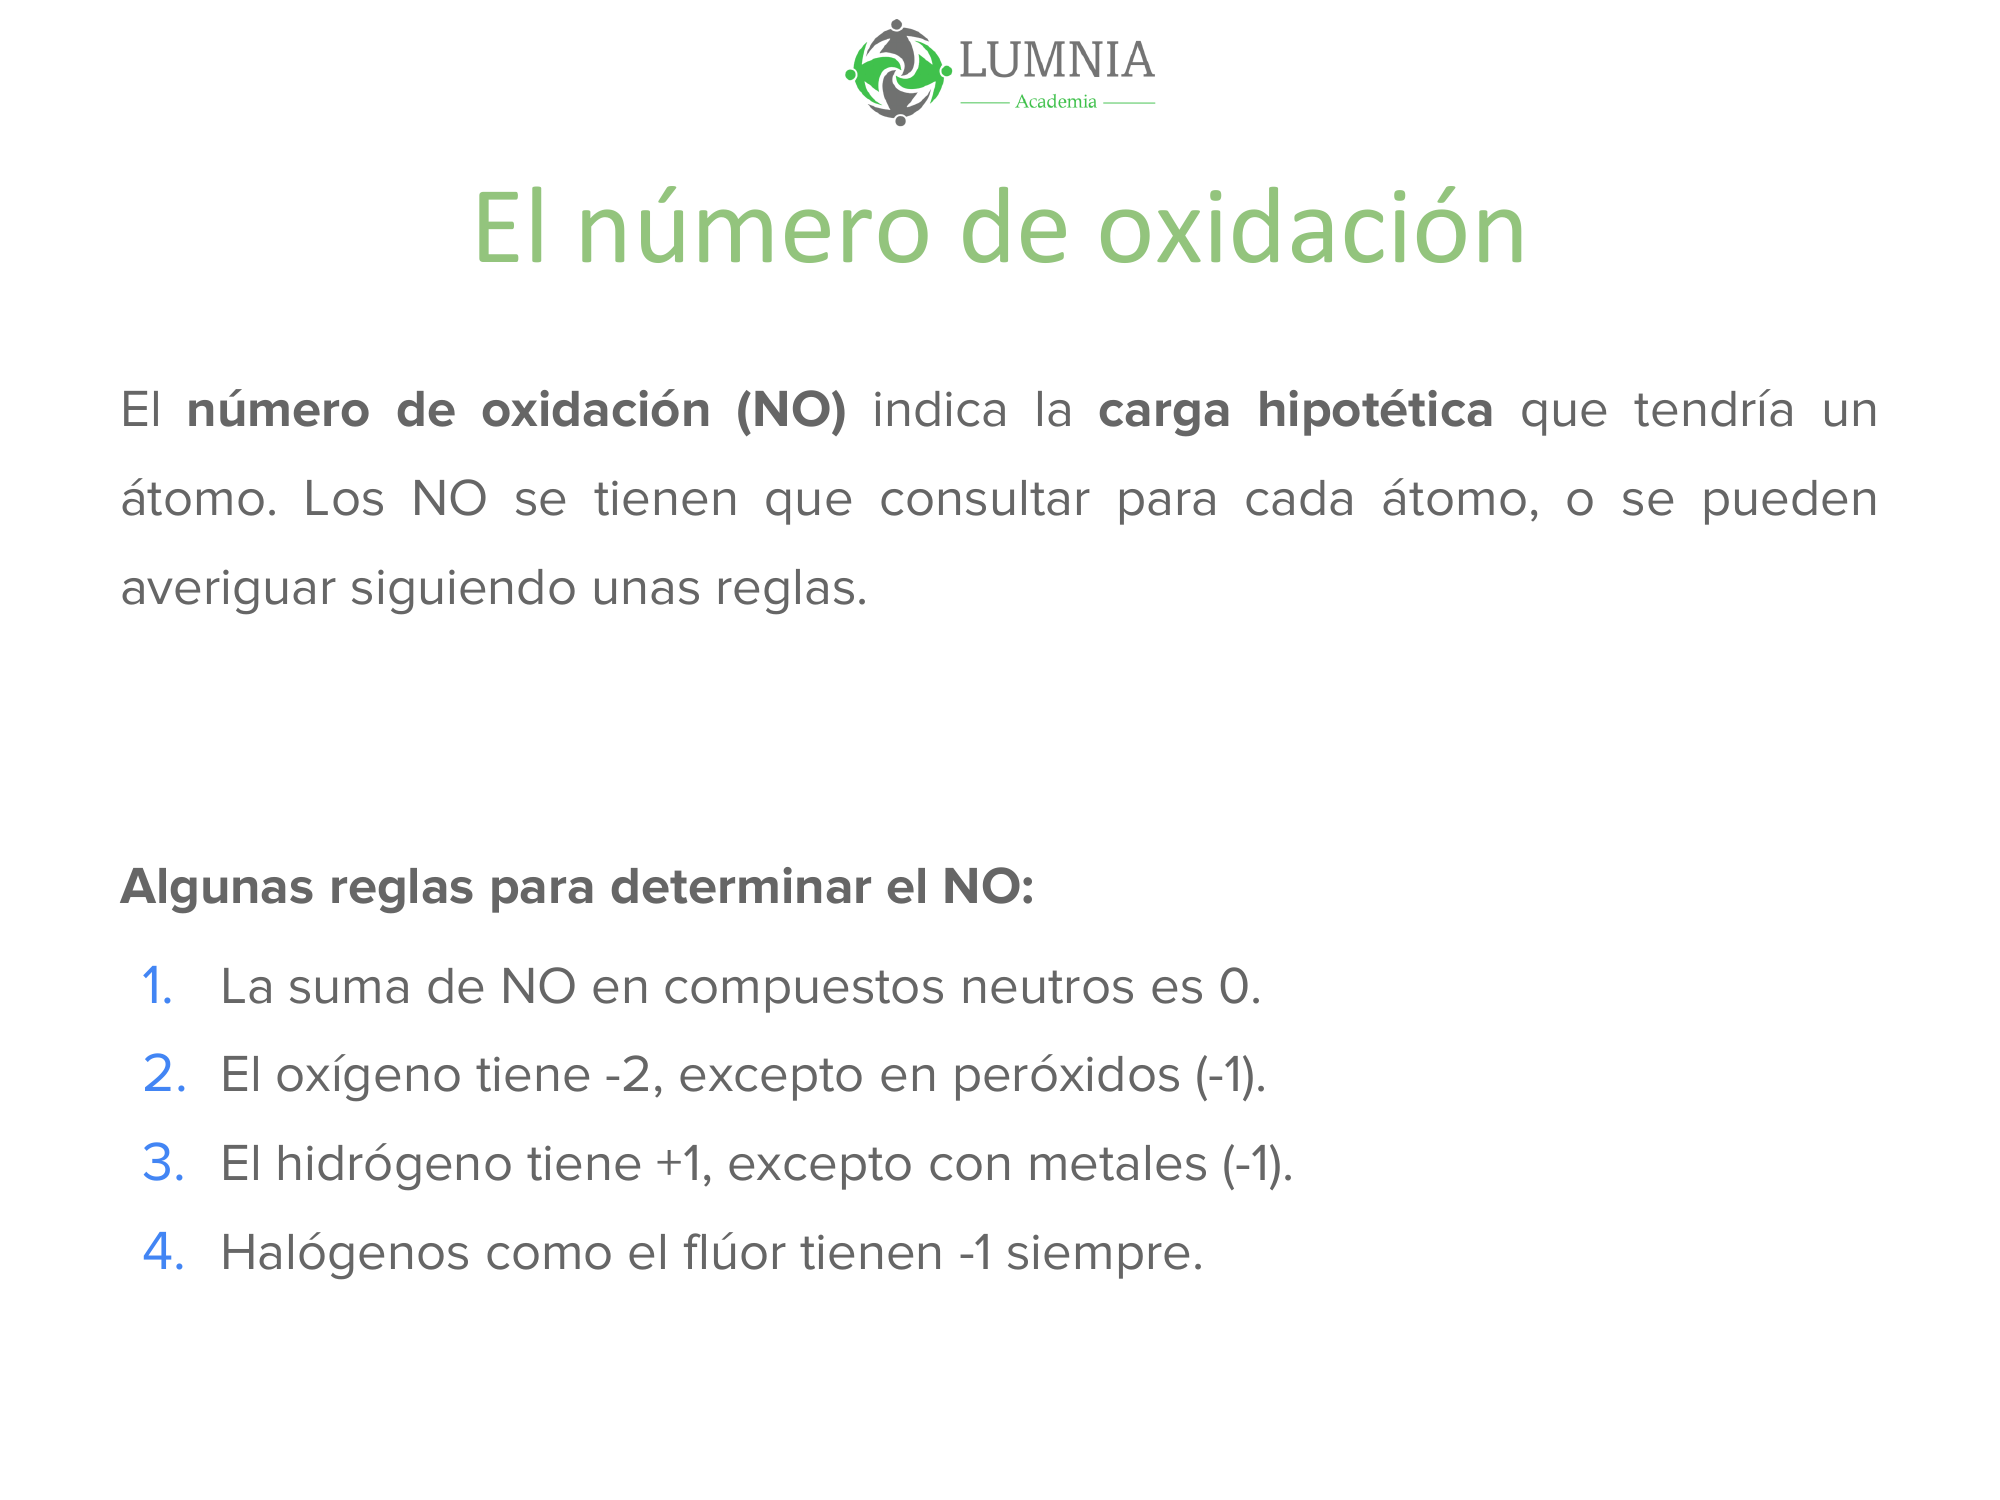 LUMNIA
Academia
El número de oxidación
El número de oxidación (NO) indica la carga hipotética que tendría un
átomo. Los NO se tienen que consultar para cada átomo, o se pueden
averiguar siguiendo unas reglas.
Algunas reglas para determinar el NO:
1. La suma de NO en compuestos neutros es 0.
2. El oxígeno tiene -2, excepto en peróxidos (-1).
3. El hidrógeno tiene +1, excepto con metales (-1).
4. Halógenos como el flúor tienen -1 siempre.